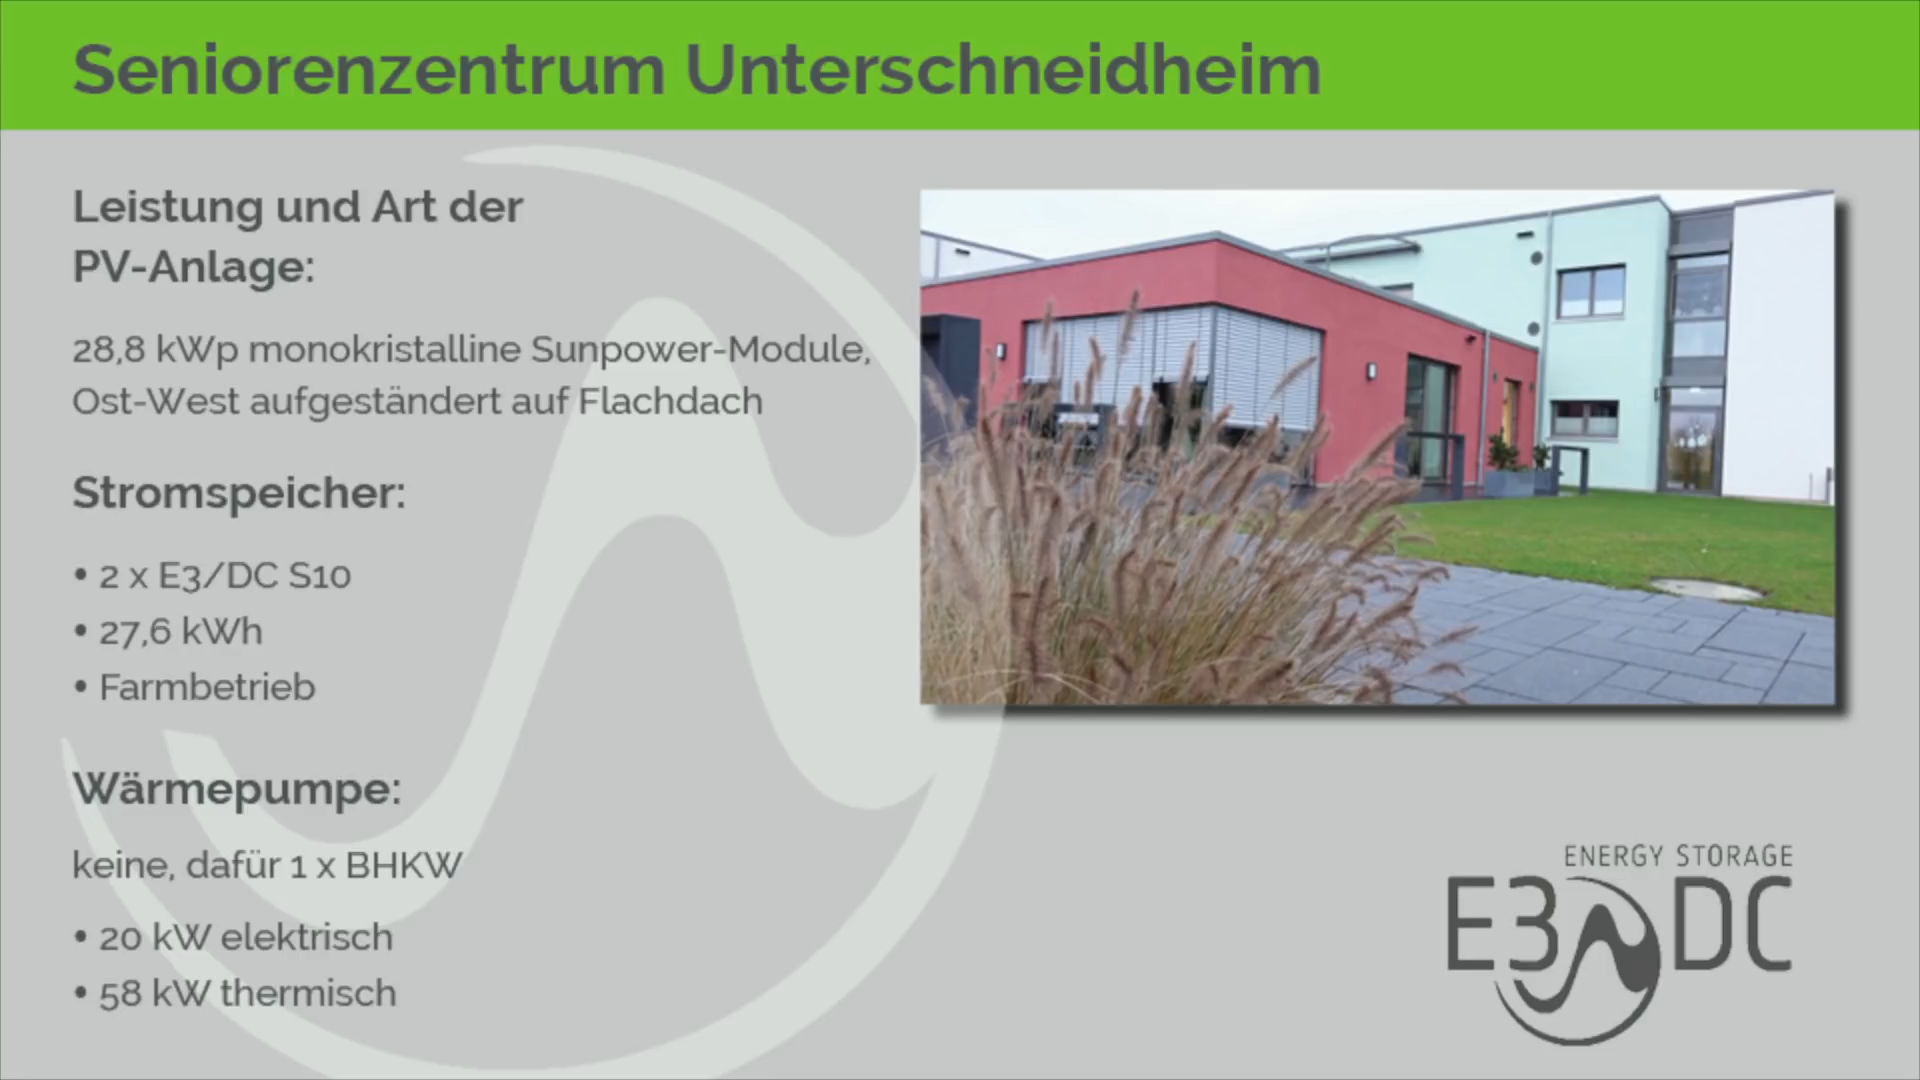 Seniorenzentrum Unterschneidheim
Leistung und Art der
PV-Anlage:
28,8 kWp monokristalline Sunpower-Module,
Ost-West aufgeständert auf Flachdach
Stromspeicher:
• 2 x E3/DC S10
• 27,6 kWh
• Farmbetrieb
Wärmepumpe:
keine, dafür 1 x BHKW
• 20 kW elektrisch
• 58 kW thermisch
ENERGY STORAGE
E3 DC